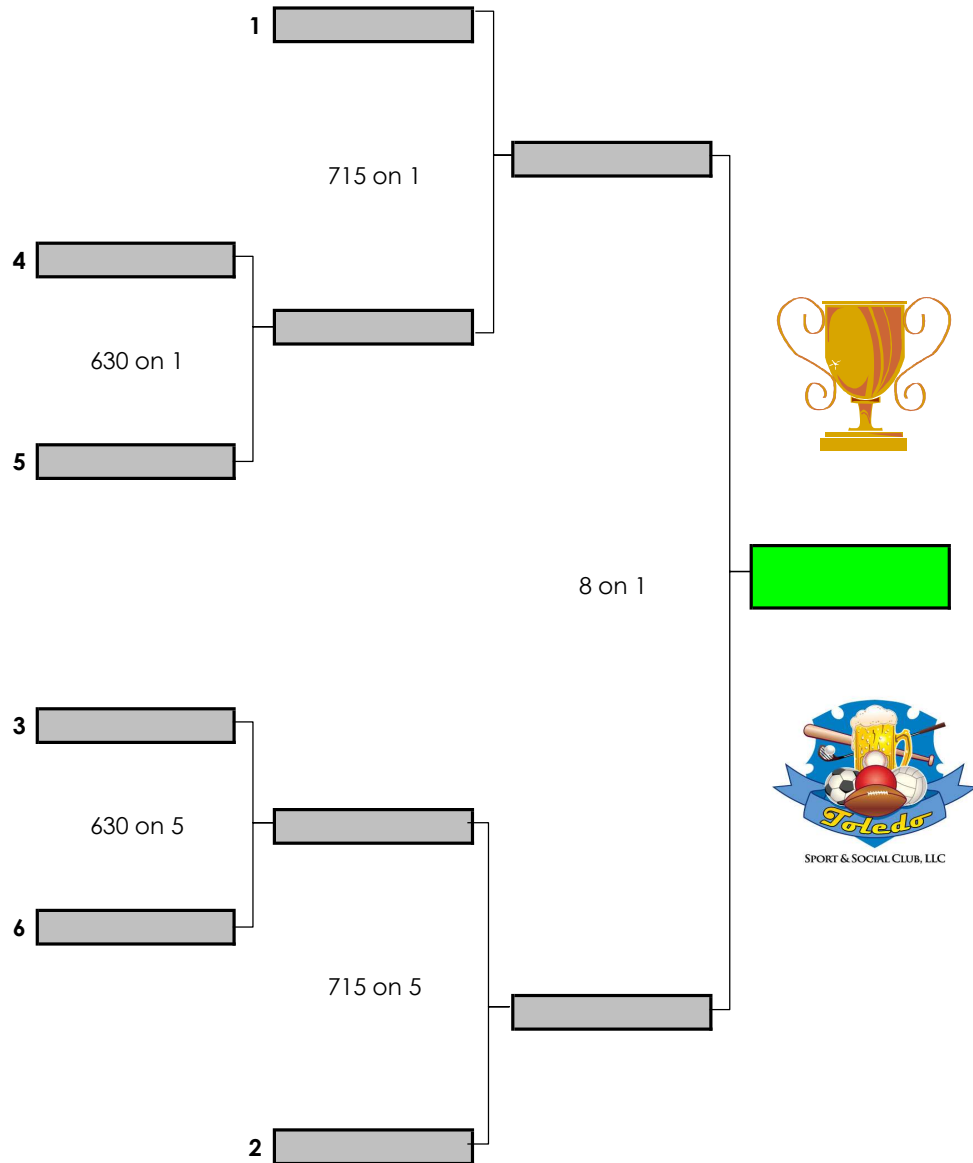 1
715 on 1
4
630 on 1
5
8 on 1
3
630 on 5
6
715 on 5
2
Toledo
SPORT & SOCIAL CLUB, LLC